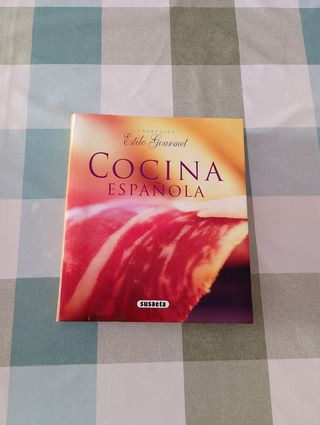 COLECCIÓN
Estilo Gourmet
COCINA
ESPAÑOLA
susaeta